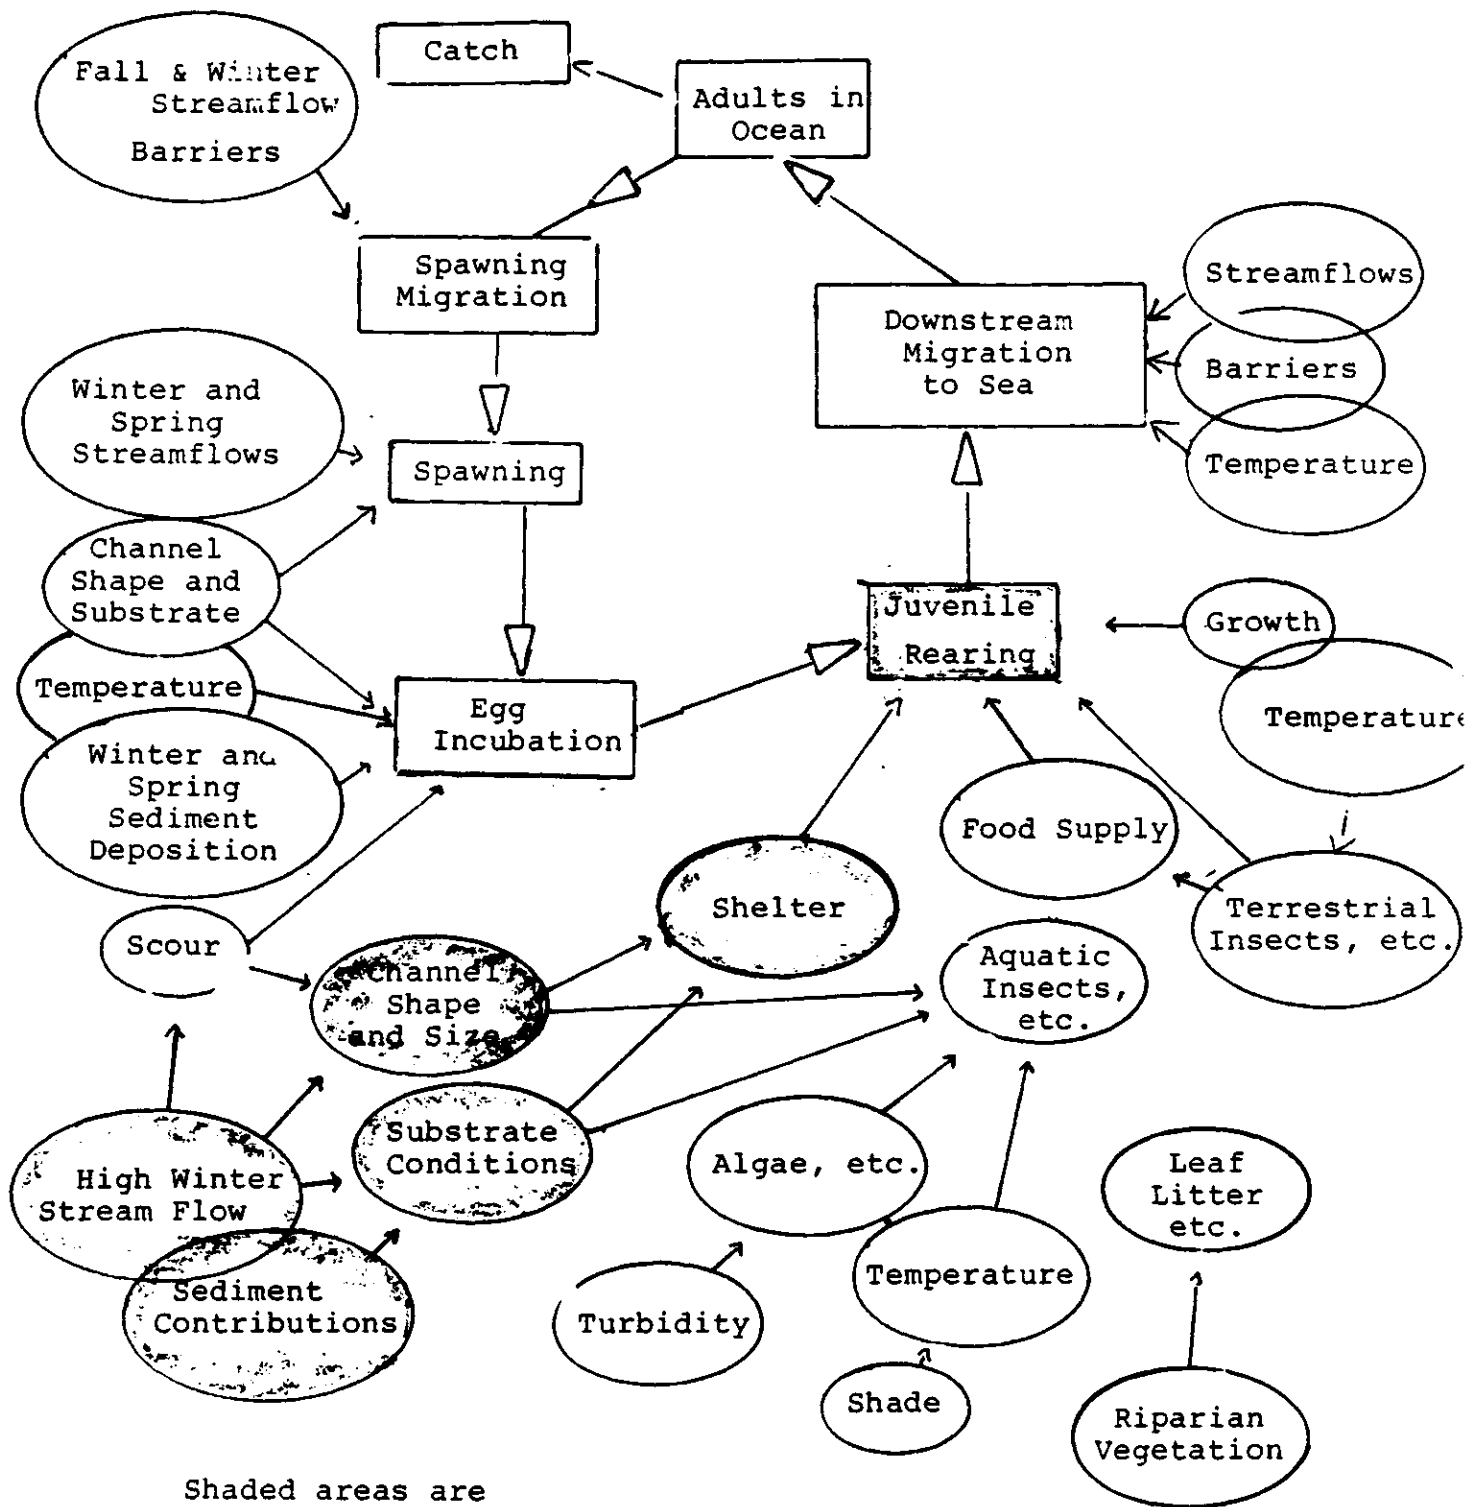 Catch
Fall & Winter
Streamflow
Barriers
Adults in
Ocean
Spawning
Migration
Streamflows
Downstream
Migration
to Sea
Barriers
Temperature
Winter and
Spring
Streamflows
Spawning
Channel
Shape and
Substrate
Juvenile
Rearing
Growth
Temperature
Temperature
Egg
Incubation
Winter and
Spring
Sediment
Deposition
Food Supply
Shelter
Terrestrial
Insects, etc.
Scour
Aquatic
Insects,
etc.
Channel
Shape
and Size
Substrate
Conditions
Algae, etc.
Leaf
Litter
etc.
High Winter
Stream Flow
Temperature
Sediment
Contributions
Turbidity
Shade
Riparian
Vegetation
Shaded areas are